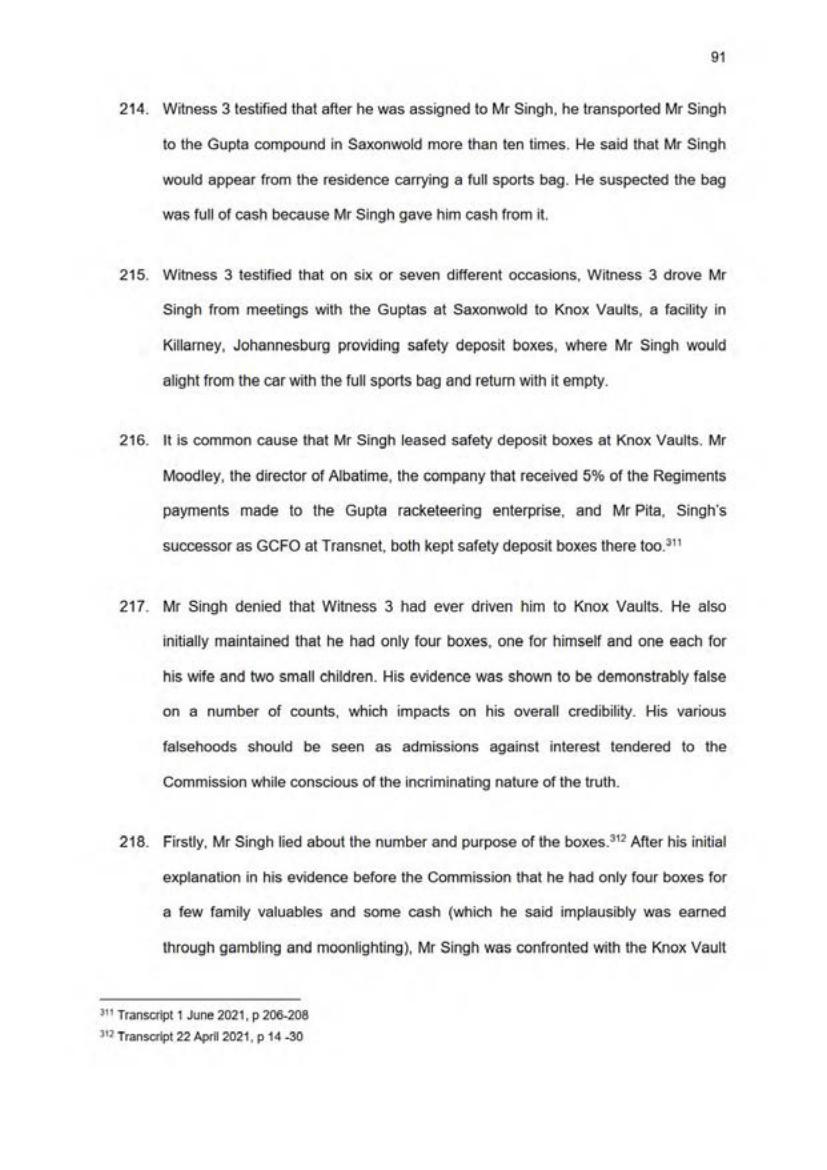 91
214. Witness 3 testified that after he was assigned to Mr Singh, he transported Mr Singh
to the Gupta compound in Saxonwold more than ten times. He said that Mr Singh
would appear from the residence carrying a full sports bag. He suspected the bag
was full of cash because Mr Singh gave him cash from it.
215. Witness 3 testified that on six or seven different occasions, Witness 3 drove Mr
Singh from meetings with the Guptas at Saxonwold to Knox Vaults, a facility in
Killarney, Johannesburg providing safety deposit boxes, where Mr Singh would
alight from the car with the full sports bag and return with it empty.
216. It is common cause that Mr Singh leased safety deposit boxes at Knox Vaults. Mr
Moodley, the director of Albatime, the company that received 5% of the Regiments
payments made to the Gupta racketeering enterprise, and Mr Pita, Singh's
successor as GCFO at Transnet, both kept safety deposit boxes there too.311
217. Mr Singh denied that Witness 3 had ever driven him to Knox Vaults. He also
initially maintained that he had only four boxes, one for himself and one each for
his wife and two small children. His evidence was shown to be demonstrably false
on a number of counts, which impacts on his overall credibility. His various
falsehoods should be seen as admissions against interest tendered to the
Commission while conscious of the incriminating nature of the truth.
218. Firstly, Mr Singh lied about the number and purpose of the boxes.312 After his initial
explanation in his evidence before the Commission that he had only four boxes for
a few family valuables and some cash (which he said implausibly was earned
through gambling and moonlighting), Mr Singh was confronted with the Knox Vault
311 Transcript 1 June 2021, p 206-208
312 Transcript 22 April 2021, p 14 -30